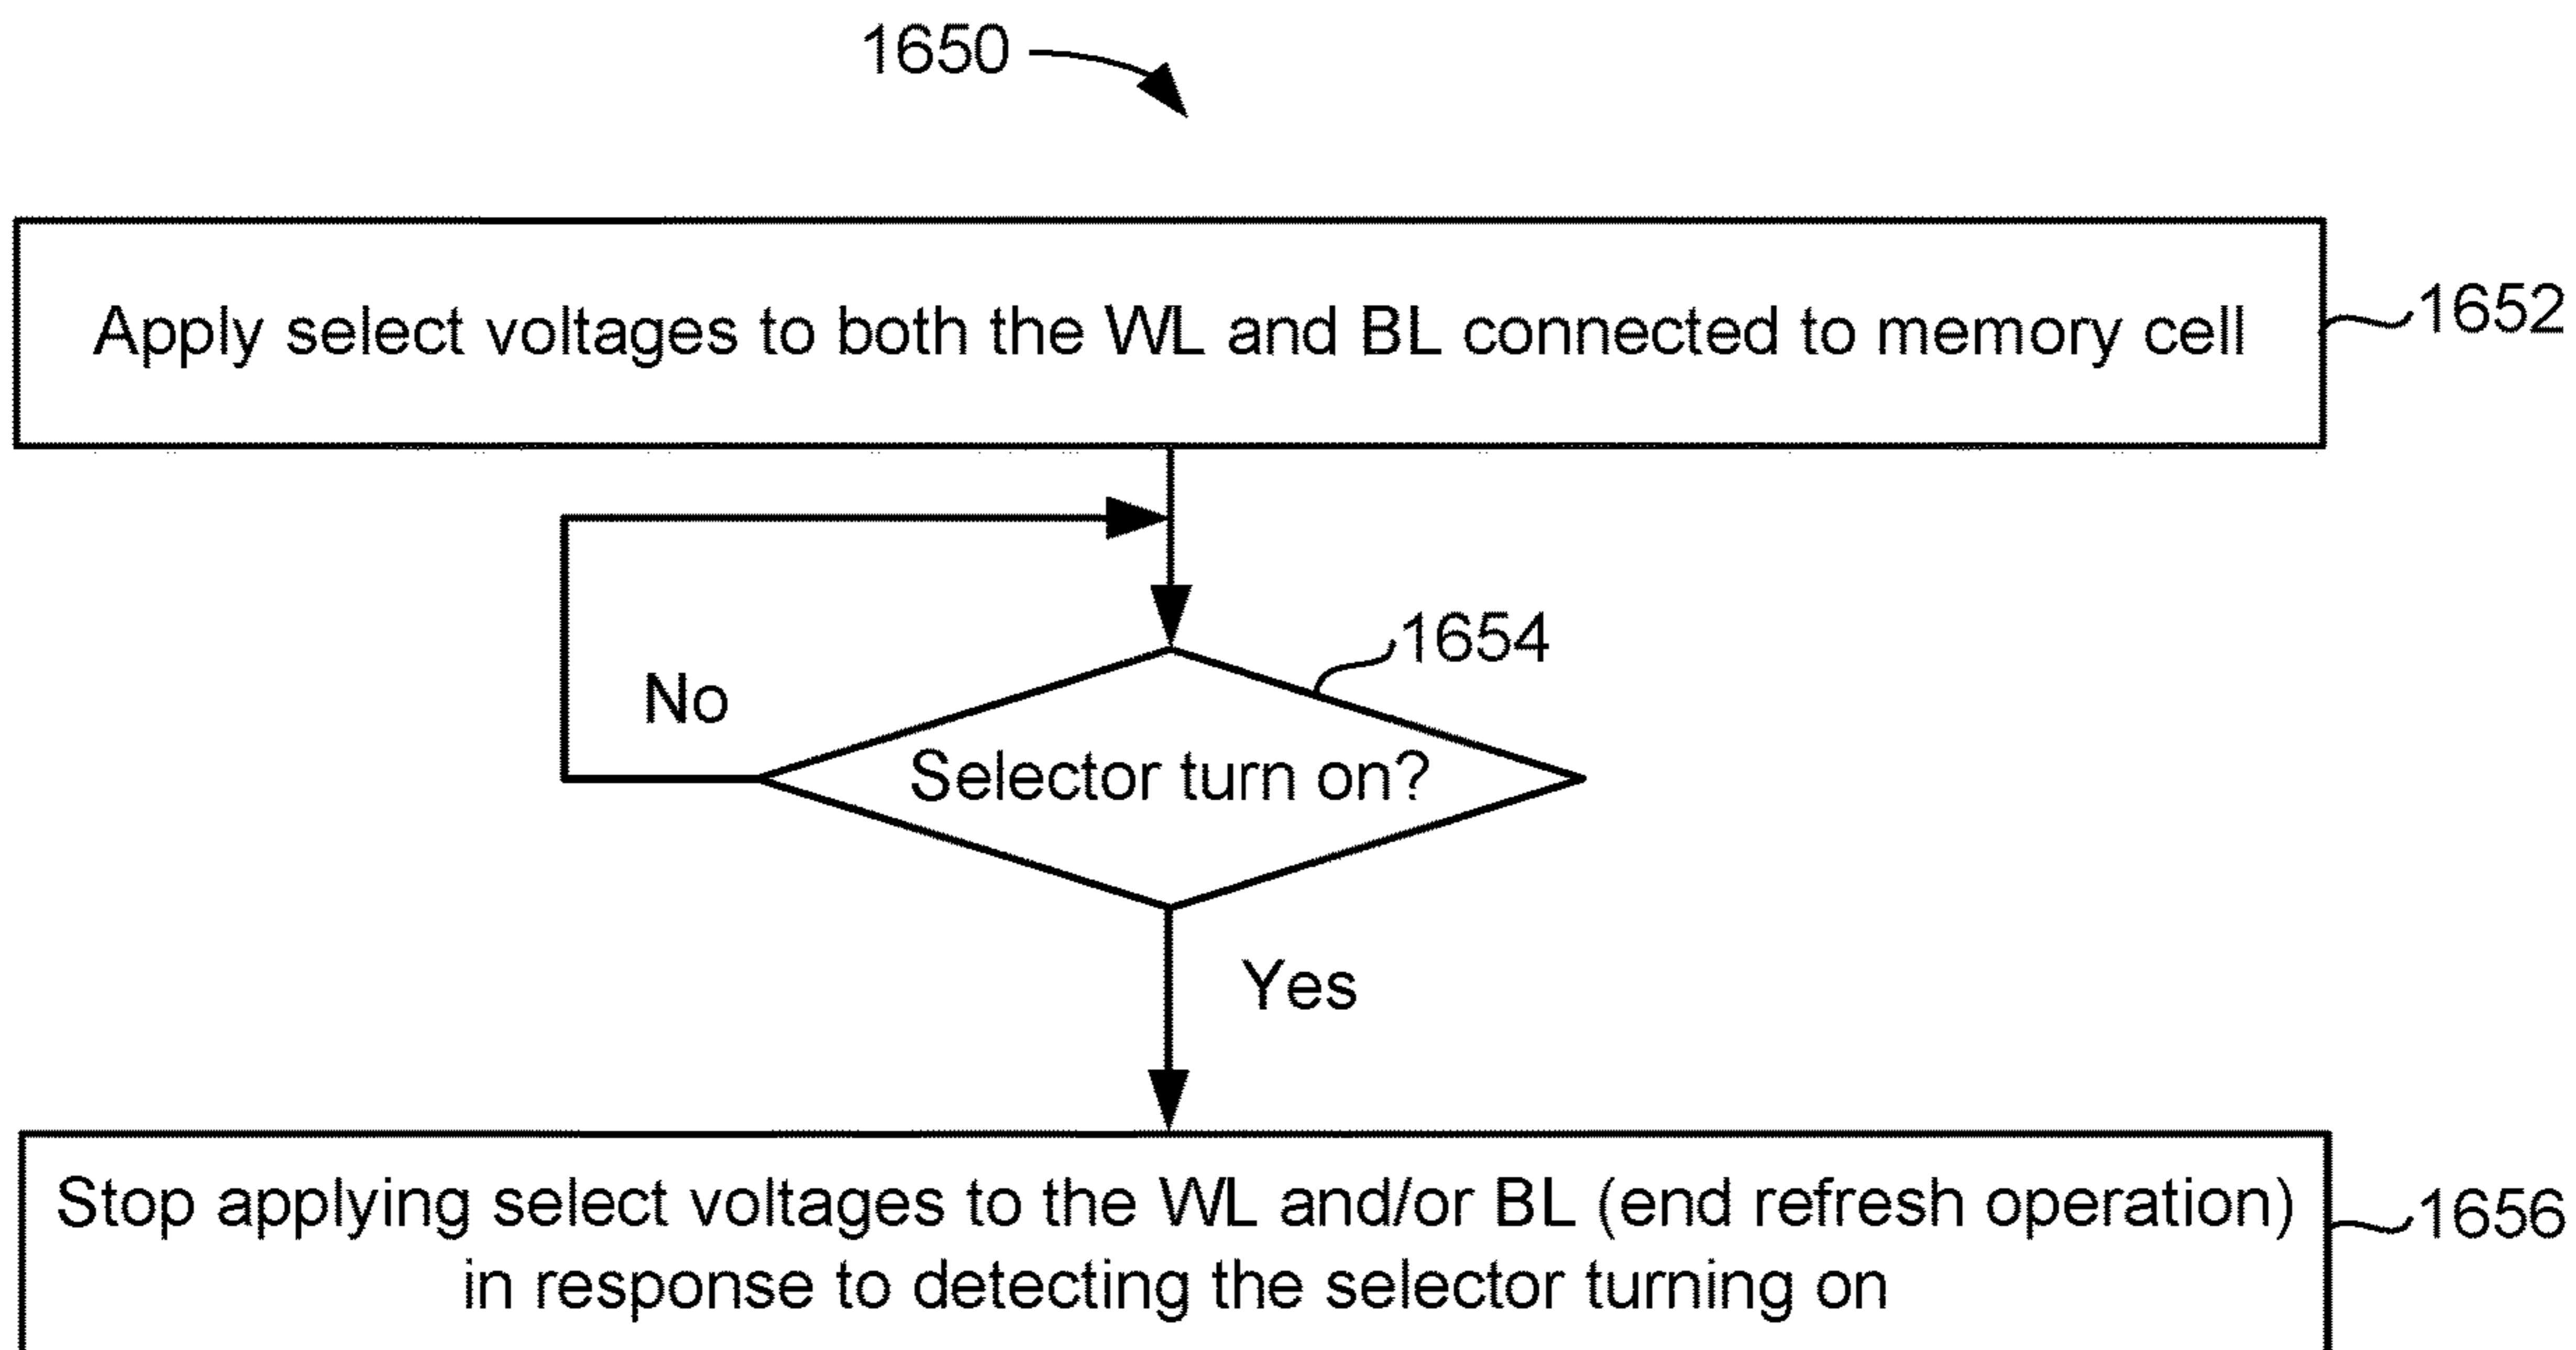 1650
Apply select voltages to both the WL and BL connected to memory cell
1652
1654
No
Selector turn on?
Yes
Stop applying select voltages to the WL and/or BL (end refresh operation)
in response to detecting the selector turning on
1656